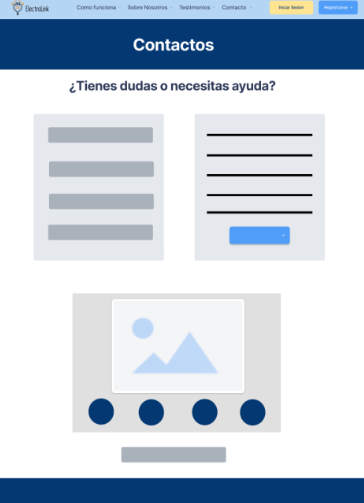 ElectroLink
Como funciona
Sobre Nosotros
Testimonios
Contacto
Iniciar Sesion
Registrarse
Contactos
¿Tienes dudas o necesitas ayuda?